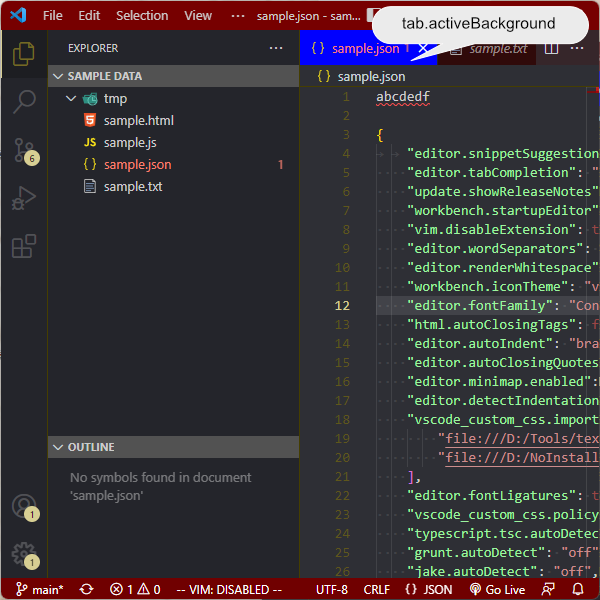 File Edit Selection View ··· sample.json - sam...
tab.activeBackground
EXPLORER ···
{ } sample.json 1 × sample.txt ···
SAMPLE DATA
tmp
sample.html
JS sample.js
{ } sample.json 1
sample.txt
{ } sample.json
1 abcdedf
2
3 {
4 "editor.snippetSuggestion
5 "editor.tabCompletion": "
6 "update.showReleaseNotes"
7 "workbench.startupEditor"
8 "vim.disableExtension": t
9 "editor.wordSeparators":
10 "editor.renderWhitespace"
11 "workbench.iconTheme": "v
12 "editor.fontFamily": "Con
13 "html.autoClosingTags": f
14 "editor.autoIndent": "bra
15 "editor.autoClosingQuotes
16 "editor.minimap.enabled":
17 "editor.detectIndentation
18 "vscode_custom_css.import
19 "file:///D:/Tools/tex
20 "file:///D:/NoInstall
21 ],
22 "editor.fontLigatures": t
23 "vscode_custom_css.policy
24 "typescript.tsc.autoDetec
25 "grunt.autoDetect": "off"
26 "jake.autoDetect": "off",
6
OUTLINE
No symbols found in document
'sample.json'
1
1
main* 1 0 -- VIM: DISABLED -- UTF-8 CRLF { } JSON Go Live